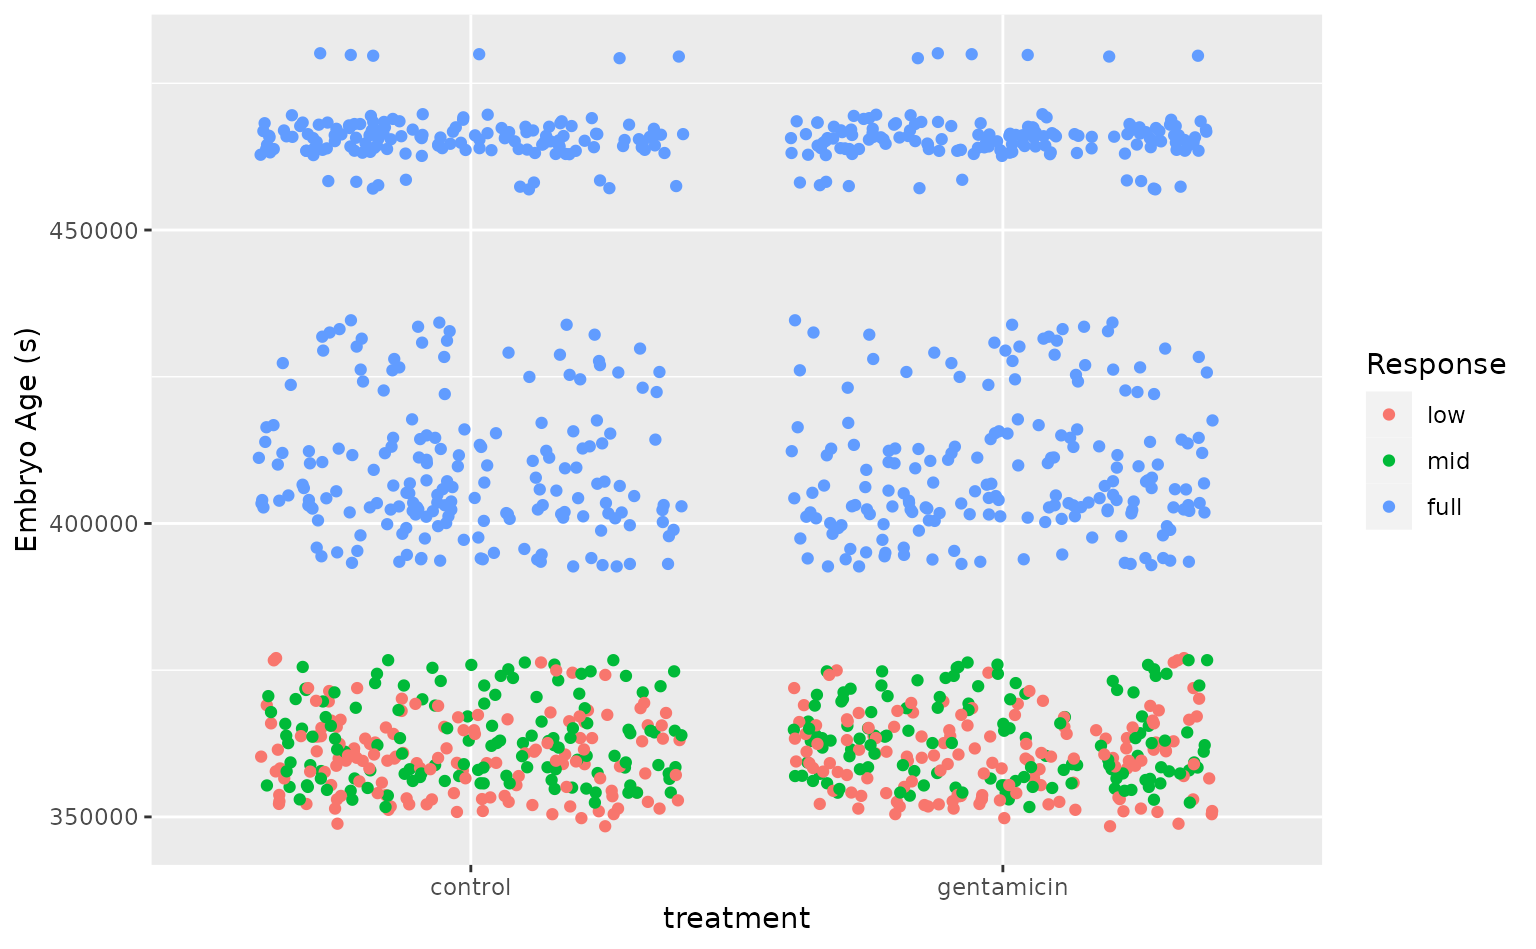 Embryo Age (s)
450000
400000
350000
control
gentamicin
treatment
Response
low
mid
full